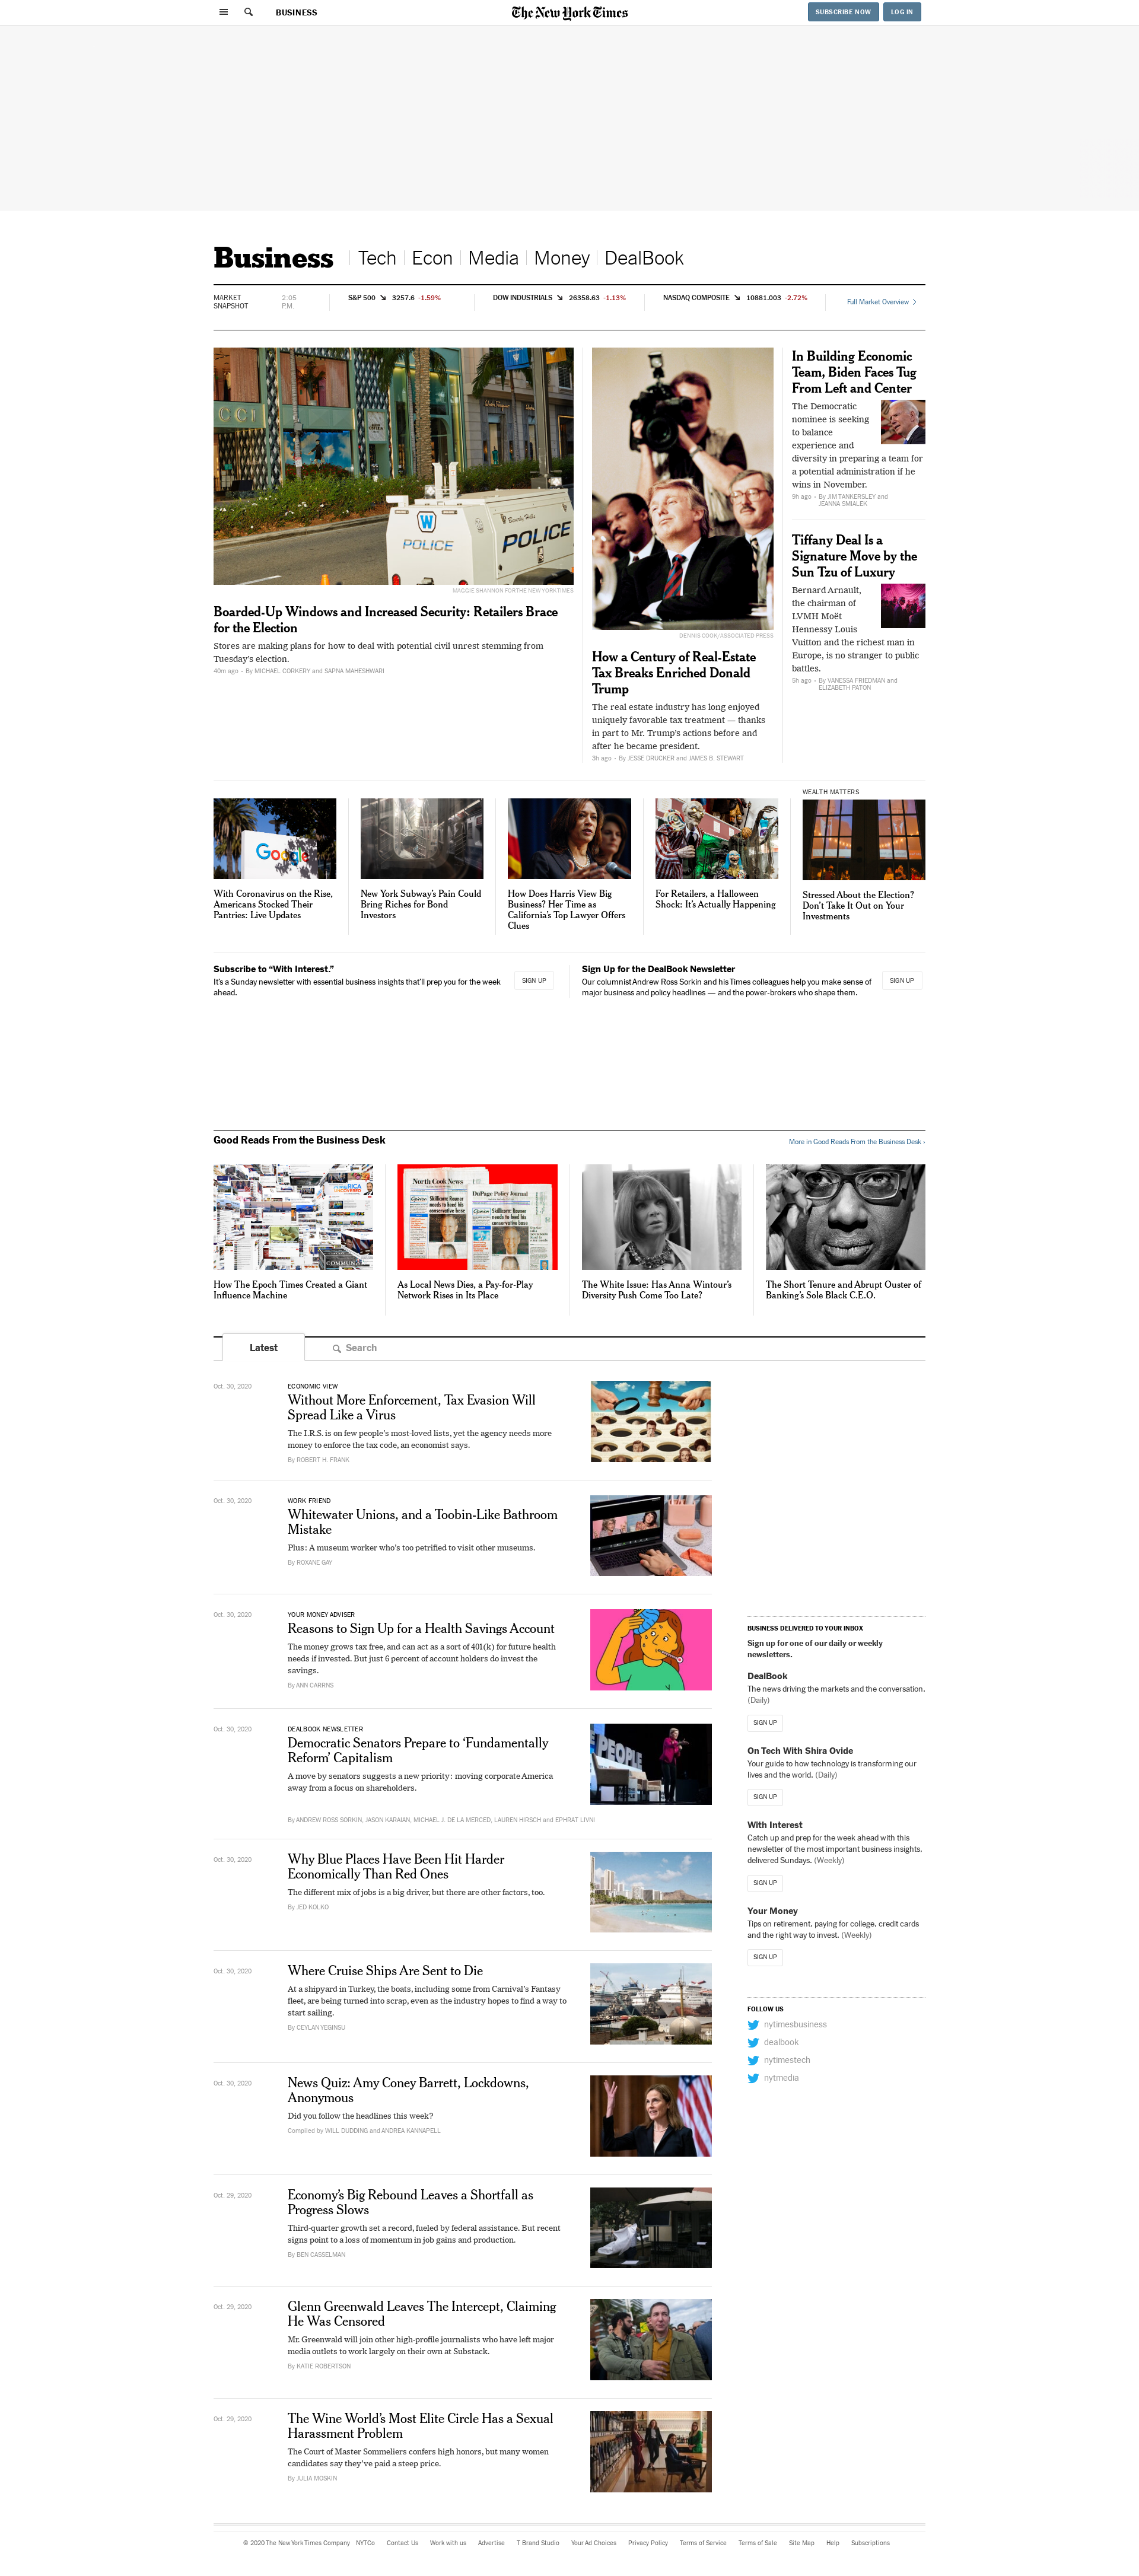 BUSINESS
The New York Times
SUBSCRIBE NOW
LOG IN
Business
Tech
Econ
Media
Money
DealBook
MARKET
SNAPSHOT
2:05
P.M.
S&P 500 3257.6 -1.59%
DOW INDUSTRIALS 26358.63 -1.13%
NASDAQ COMPOSITE 10881.003 -2.72%
Full Market Overview
POLICE
POLICE
Beverly Hills
MAGGIE SHANNON FOR THE NEW YORK TIMES
Boarded-Up Windows and Increased Security: Retailers Brace
for the Election
Stores are making plans for how to deal with potential civil unrest stemming from
Tuesday's election.
40m ago • By MICHAEL CORKERY and SAPNA MAHESHWARI
DENNIS COOK/ASSOCIATED PRESS
How a Century of Real-Estate
Tax Breaks Enriched Donald
Trump
The real estate industry has long enjoyed
uniquely favorable tax treatment — thanks
in part to Mr. Trump's actions before and
after he became president.
3h ago • By JESSE DRUCKER and JAMES B. STEWART
In Building Economic
Team, Biden Faces Tug
From Left and Center
The Democratic
nominee is seeking
to balance
experience and
diversity in preparing a team for
a potential administration if he
wins in November.
9h ago • By JIM TANKERSLEY and
JEANNA SMIALEK
Tiffany Deal Is a
Signature Move by the
Sun Tzu of Luxury
Bernard Arnault,
the chairman of
LVMH Moët
Hennessy Louis
Vuitton and the richest man in
Europe, is no stranger to public
battles.
5h ago • By VANESSA FRIEDMAN and
ELIZABETH PATON
Google
With Coronavirus on the Rise,
Americans Stocked Their
Pantries: Live Updates
New York Subway's Pain Could
Bring Riches for Bond
Investors
How Does Harris View Big
Business? Her Time as
California's Top Lawyer Offers
Clues
For Retailers, a Halloween
Shock: It's Actually Happening
WEALTH MATTERS
Stressed About the Election?
Don't Take It Out on Your
Investments
Subscribe to “With Interest.”
It's a Sunday newsletter with essential business insights that'll prep you for the week
ahead.
SIGN UP
Sign Up for the DealBook Newsletter
Our columnist Andrew Ross Sorkin and his Times colleagues help you make sense of
major business and policy headlines — and the power-brokers who shape them.
SIGN UP
Good Reads From the Business Desk
More in Good Reads From the Business Desk ›
North Cook News
DuPage Policy Journal
Opinion
Skillicorn: Rauner
needs to hood his
conservative base
How The Epoch Times Created a Giant
Influence Machine
As Local News Dies, a Pay-for-Play
Network Rises in Its Place
The White Issue: Has Anna Wintour's
Diversity Push Come Too Late?
The Short Tenure and Abrupt Ouster of
Banking's Sole Black C.E.O.
Latest
Search
Oct. 30, 2020
ECONOMIC VIEW
Without More Enforcement, Tax Evasion Will
Spread Like a Virus
The I.R.S. is on few people's most-loved lists, yet the agency needs more
money to enforce the tax code, an economist says.
By ROBERT H. FRANK
Oct. 30, 2020
WORK FRIEND
Whitewater Unions, and a Toobin-Like Bathroom
Mistake
Plus: A museum worker who's too petrified to visit other museums.
By ROXANE GAY
Oct. 30, 2020
YOUR MONEY ADVISER
Reasons to Sign Up for a Health Savings Account
The money grows tax free, and can act as a sort of 401(k) for future health
needs if invested. But just 6 percent of account holders do invest the
savings.
By ANN CARRNS
Oct. 30, 2020
DEALBOOK NEWSLETTER
Democratic Senators Prepare to ‘Fundamentally
Reform’ Capitalism
A move by senators suggests a new priority: moving corporate America
away from a focus on shareholders.
By ANDREW ROSS SORKIN, JASON KARAIAN, MICHAEL J. DE LA MERCED, LAUREN HIRSCH and EPHRAT LIVNI
PEOPLE
Oct. 30, 2020
Why Blue Places Have Been Hit Harder
Economically Than Red Ones
The different mix of jobs is a big driver, but there are other factors, too.
By JED KOLKO
Oct. 30, 2020
Where Cruise Ships Are Sent to Die
At a shipyard in Turkey, the boats, including some from Carnival's Fantasy
fleet, are being turned into scrap, even as the industry hopes to find a way to
start sailing.
By CEYLAN YEGINSU
Oct. 30, 2020
News Quiz: Amy Coney Barrett, Lockdowns,
Anonymous
Did you follow the headlines this week?
Compiled by WILL DUDDING and ANDREA KANNAPELL
Oct. 29, 2020
Economy's Big Rebound Leaves a Shortfall as
Progress Slows
Third-quarter growth set a record, fueled by federal assistance. But recent
signs point to a loss of momentum in job gains and production.
By BEN CASSELMAN
Oct. 29, 2020
Glenn Greenwald Leaves The Intercept, Claiming
He Was Censored
Mr. Greenwald will join other high-profile journalists who have left major
media outlets to work largely on their own at Substack.
By KATIE ROBERTSON
Oct. 29, 2020
The Wine World's Most Elite Circle Has a Sexual
Harassment Problem
The Court of Master Sommeliers confers high honors, but many women
candidates say they've paid a steep price.
By JULIA MOSKIN
BUSINESS DELIVERED TO YOUR INBOX
Sign up for one of our daily or weekly
newsletters.
DealBook
The news driving the markets and the conversation.
(Daily)
SIGN UP
On Tech With Shira Ovide
Your guide to how technology is transforming our
lives and the world. (Daily)
SIGN UP
With Interest
Catch up and prep for the week ahead with this
newsletter of the most important business insights,
delivered Sundays. (Weekly)
SIGN UP
Your Money
Tips on retirement, paying for college, credit cards
and the right way to invest. (Weekly)
SIGN UP
FOLLOW US
nytimesbusiness
dealbook
nytimestech
nytmedia
© 2020 The New York Times Company
NYTCo
Contact Us
Work with us
Advertise
T Brand Studio
Your Ad Choices
Privacy Policy
Terms of Service
Terms of Sale
Site Map
Help
Subscriptions